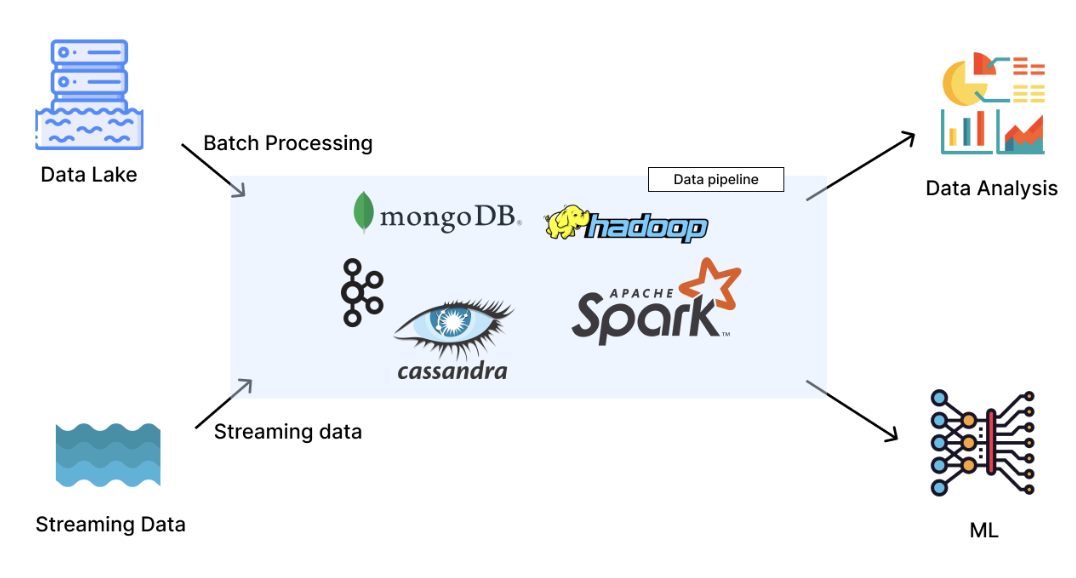 Data Lake
Batch Processing
Data pipeline
mongoDB®
hadoop
APACHE
Spark™
cassandra
Data Analysis
Streaming data
Streaming Data
ML